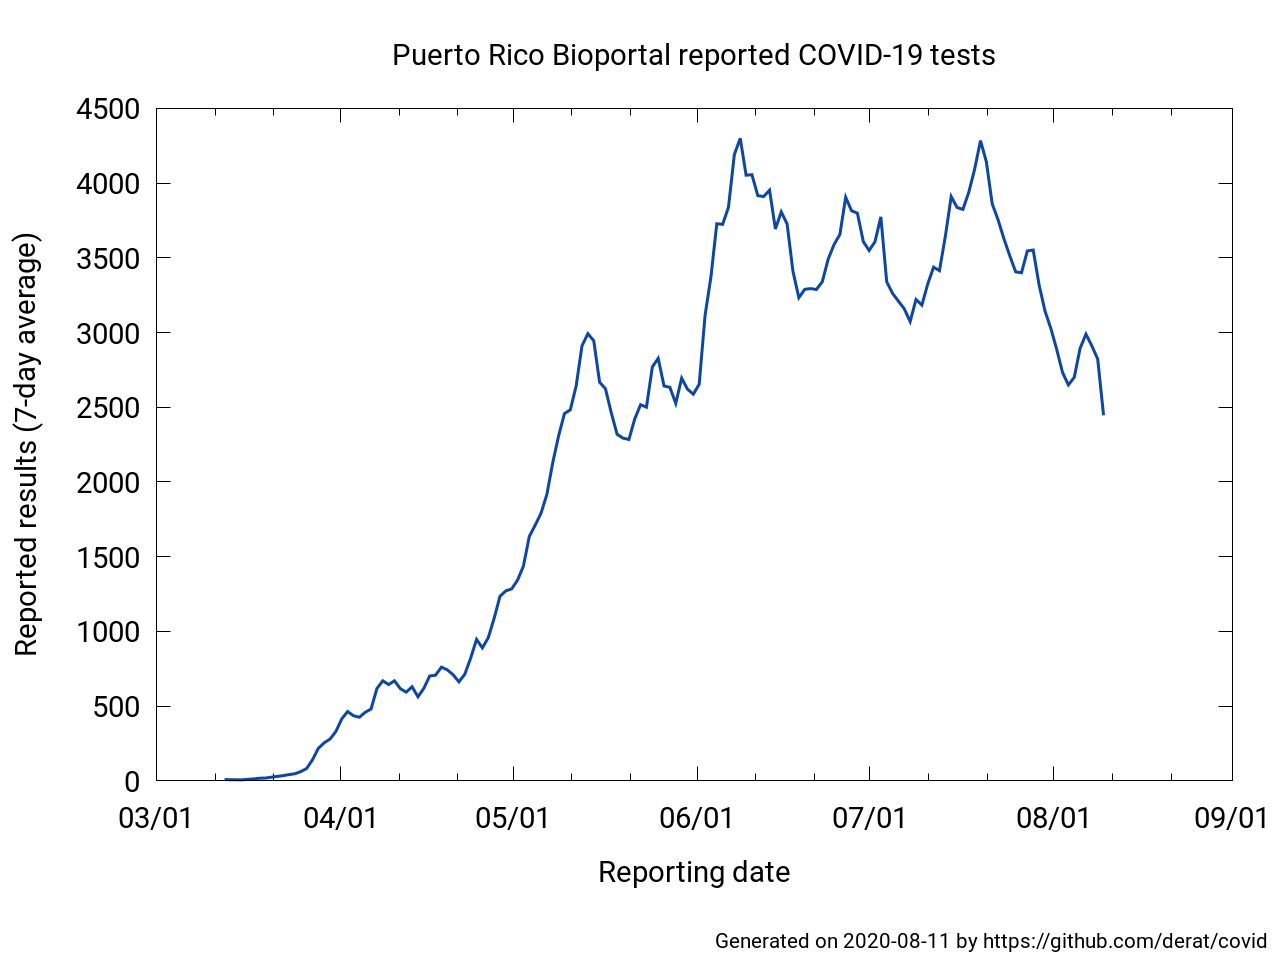 Puerto Rico Bioportal reported COVID-19 tests
4500
4000
3500
3000
2500
2000
1500
1000
500
0
Reported results (7-day average)
03/01 04/01 05/01 06/01 07/01 08/01 09/01
Reporting date
Generated on 2020-08-11 by https://github.com/derat/covid